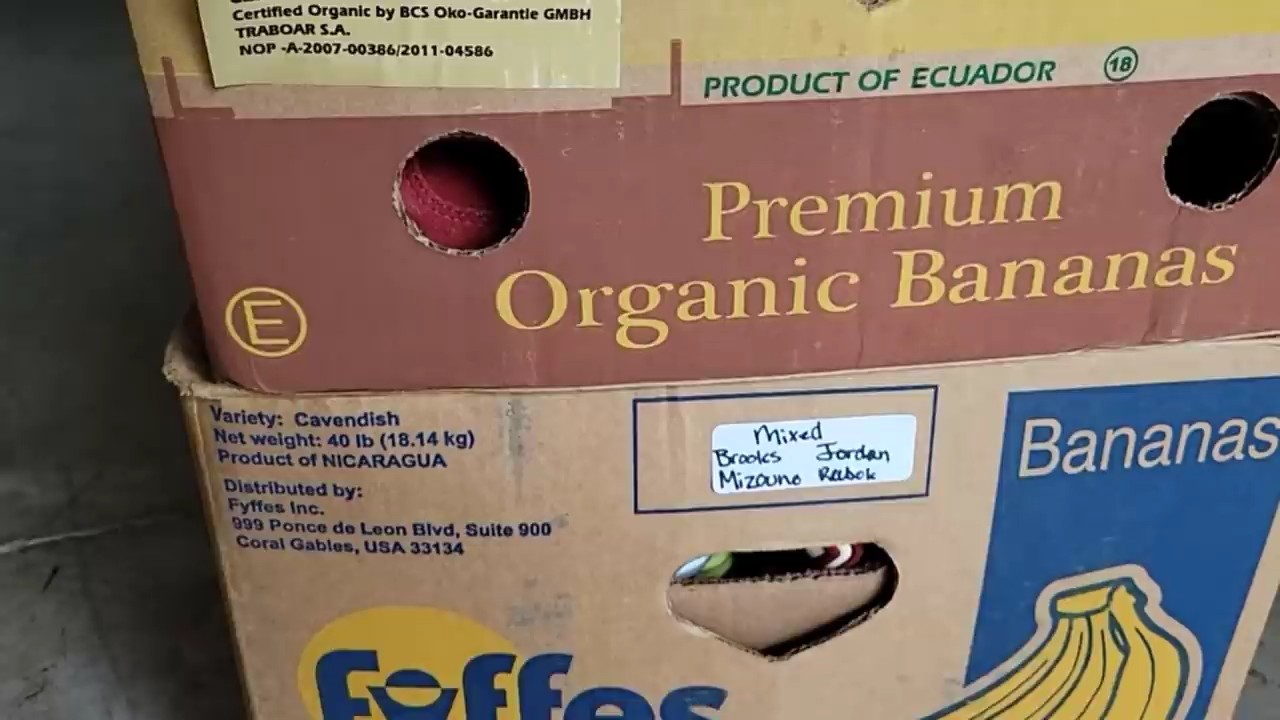 Certified Organic by BCS Oko-Garantie GMBH
TRABOAR S.A.
NOP -A-2007-00386/2011-04586
PRODUCT OF ECUADOR 18
Premium
Organic Bananas
E
Variety: Cavendish
Net weight: 40 lb (18.14 kg)
Product of NICARAGUA
Distributed by:
Fyffes Inc.
999 Ponce de Leon Blvd, Suite 900
Coral Gables, USA 33134
Mixed
Brooks Jordan
Mizouno Reebok
Bananas
Fyffes